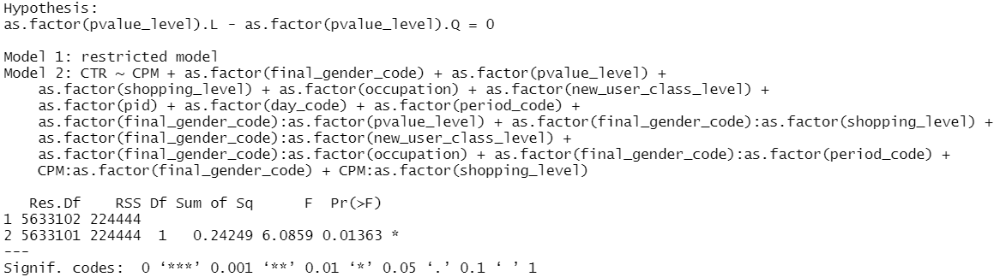 Hypothesis:
as.factor(pvalue_level).L - as.factor(pvalue_level).Q = 0
Model 1: restricted model
Model 2: CTR ~ CPM + as.factor(final_gender_code) + as.factor(pvalue_level) +
as.factor(shopping_level) + as.factor(occupation) + as.factor(new_user_class_level) +
as.factor(pid) + as.factor(day_code) + as.factor(period_code) +
as.factor(final_gender_code):as.factor(pvalue_level) + as.factor(final_gender_code):as.factor(shopping_level) +
as.factor(final_gender_code):as.factor(new_user_class_level) +
as.factor(final_gender_code):as.factor(occupation) + as.factor(final_gender_code):as.factor(period_code) +
CPM:as.factor(final_gender_code) + CPM:as.factor(shopping_level)
Res.Df RSS Df Sum of Sq F Pr(>F)
1 5633102 224444
2 5633101 224444 1 0.24249 6.0859 0.01363 *
---
Signif. codes: 0 ‘***’ 0.001 ‘**’ 0.01 ‘*’ 0.05 ‘.’ 0.1 ‘ ’ 1